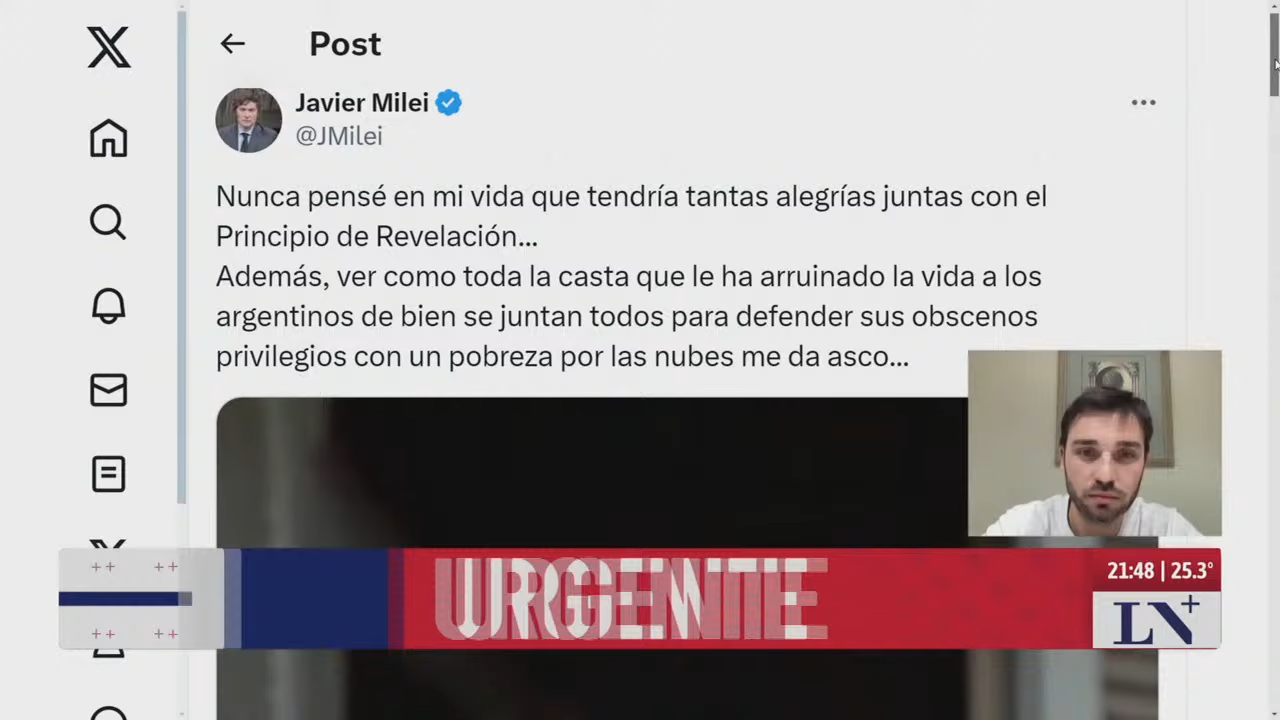 Post
Javier Milei
@JMilei
Nunca pensé en mi vida que tendría tantas alegrías juntas con el
Principio de Revelación...
Además, ver como toda la casta que le ha arruinado la vida a los
argentinos de bien se juntan todos para defender sus obscenos
privilegios con un pobreza por las nubes me da asco...
URGENTE
21:48 | 25.3°
LN+